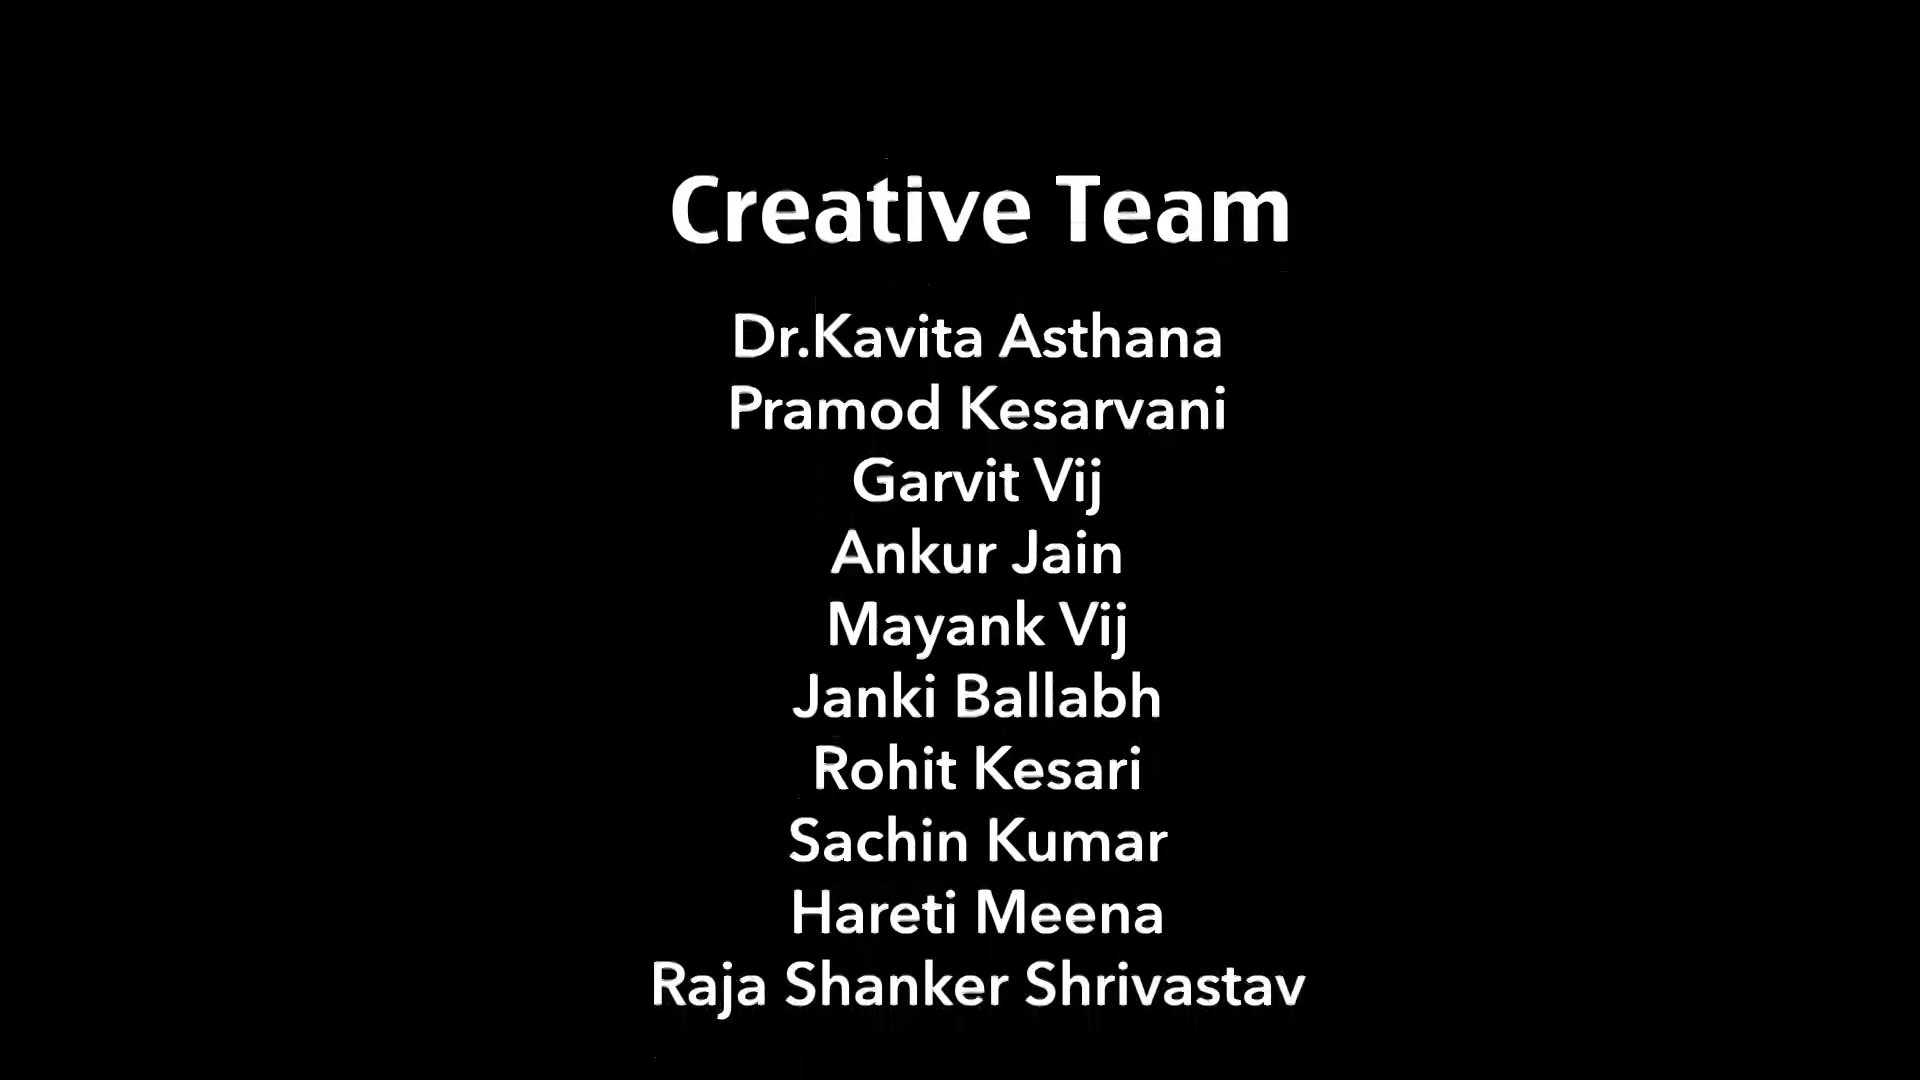 Creative Team
Dr.Kavita Asthana
Pramod Kesarvani
Garvit Vij
Ankur Jain
Mayank Vij
Janki Ballabh
Rohit Kesari
Sachin Kumar
Hareti Meena
Raja Shanker Shrivastav